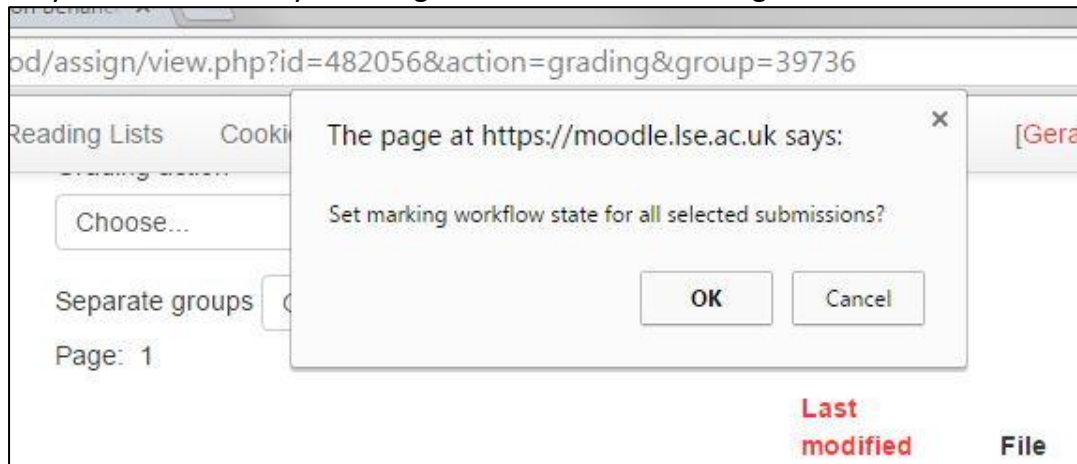 od/assign/view.php?id=482056&action=grading&group=39736
Reading Lists Cooki [Gera
The page at https://moodle.lse.ac.uk says:
Set marking workflow state for all selected submissions?
OK Cancel
Choose...
Separate groups
Page: 1
Last
modified File